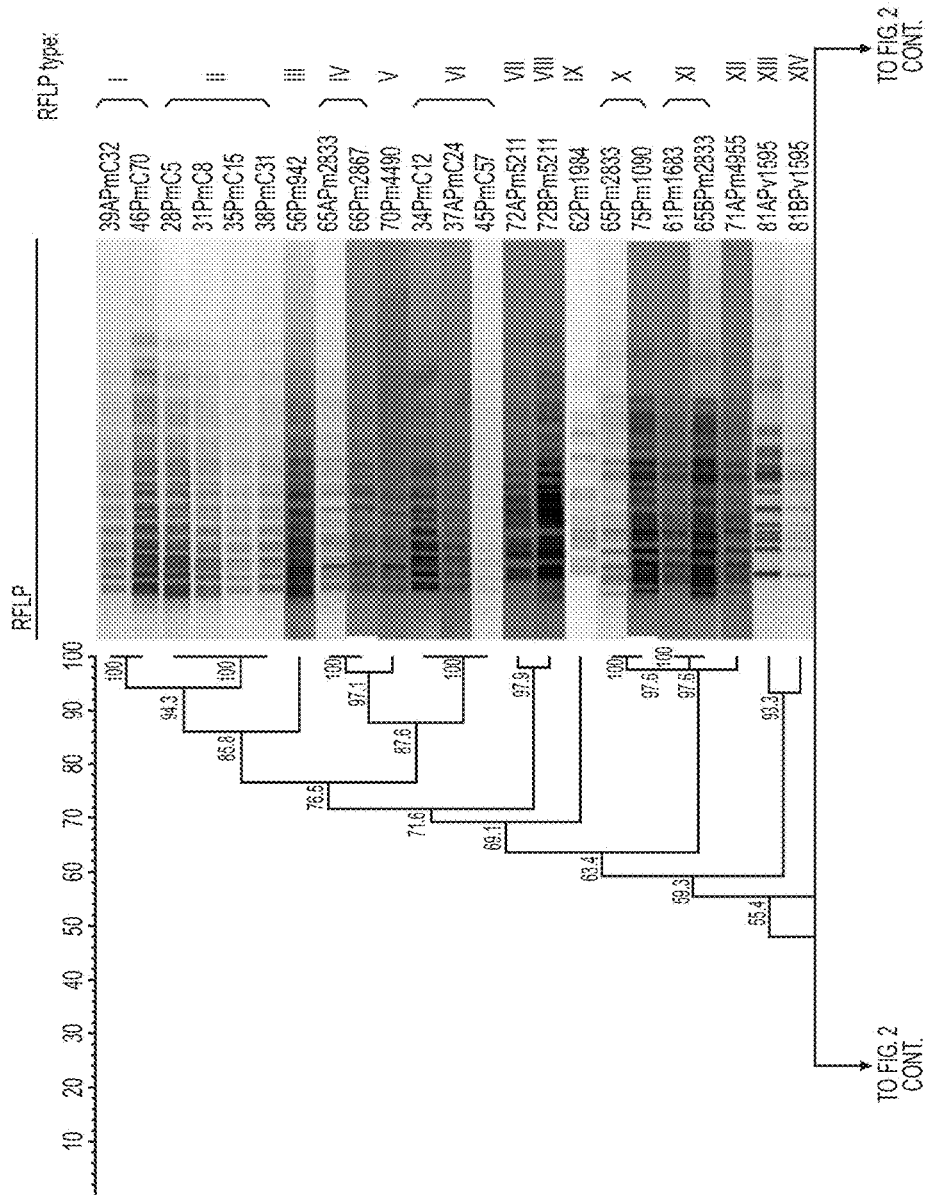 RFLP
RFLP type:
10 20 30 40 50 60 70 80 90 100
39APmC32
46PmC70
I
28PmC5
31PmC8
35PmC15
38PmC31
II
56Pm942
III
65APm2833
66Pm2867
IV
70Pm4490
V
34PmC12
37APmC24
45PmC57
VI
72APm5211
VII
72BPm5211
VIII
62Pm1984
IX
65Pm2833
75Pm1090
X
61Pm1683
65BPm2833
XI
71APm4955
XII
81APv1595
XIII
81BPv1595
XIV
100
94.3
100
85.8
100
97.1
76.5
87.6
100
97.9
71.6
69.1
100
97.6
100
97.6
63.4
93.3
59.3
55.4
TO FIG. 2
CONT.
TO FIG. 2
CONT.